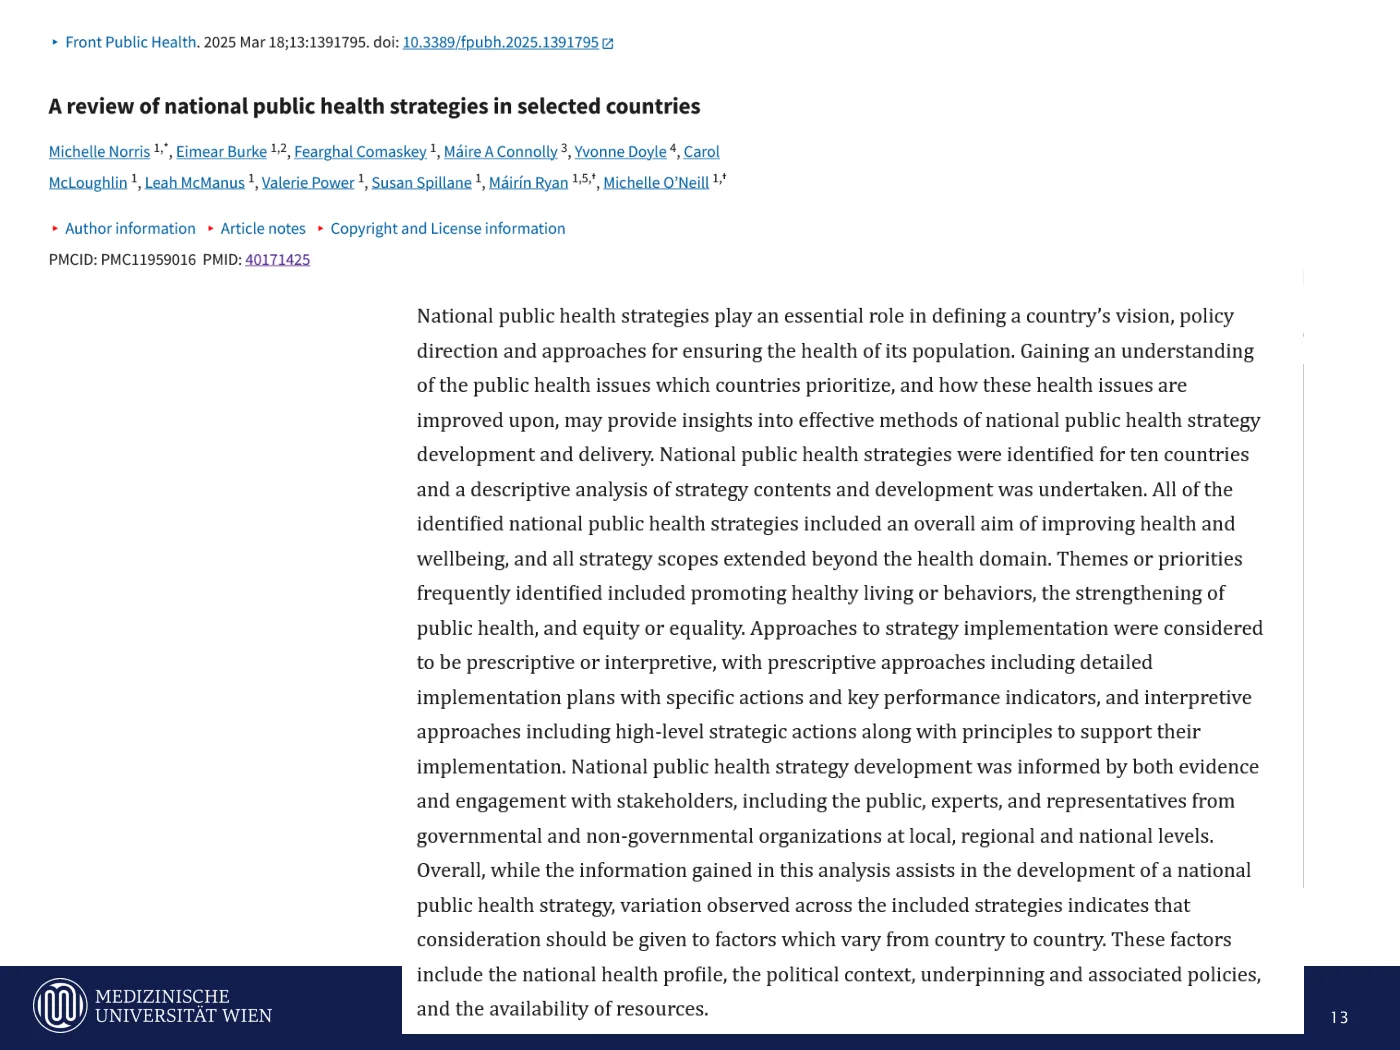 ‣ Front Public Health. 2025 Mar 18;13:1391795. doi: 10.3389/fpubh.2025.1391795
A review of national public health strategies in selected countries
Michelle Norris 1,*, Eimear Burke 1,2, Fearghal Comaskey 1, Máire A Connolly 3, Yvonne Doyle 4, Carol
McLoughlin 1, Leah McManus 1, Valerie Power 1, Susan Spillane 1, Máirín Ryan 1,5,†, Michelle O’Neill 1,†
‣ Author information ‣ Article notes ‣ Copyright and License information
PMCID: PMC11959016 PMID: 40171425
National public health strategies play an essential role in defining a country’s vision, policy
direction and approaches for ensuring the health of its population. Gaining an understanding
of the public health issues which countries prioritize, and how these health issues are
improved upon, may provide insights into effective methods of national public health strategy
development and delivery. National public health strategies were identified for ten countries
and a descriptive analysis of strategy contents and development was undertaken. All of the
identified national public health strategies included an overall aim of improving health and
wellbeing, and all strategy scopes extended beyond the health domain. Themes or priorities
frequently identified included promoting healthy living or behaviors, the strengthening of
public health, and equity or equality. Approaches to strategy implementation were considered
to be prescriptive or interpretive, with prescriptive approaches including detailed
implementation plans with specific actions and key performance indicators, and interpretive
approaches including high-level strategic actions along with principles to support their
implementation. National public health strategy development was informed by both evidence
and engagement with stakeholders, including the public, experts, and representatives from
governmental and non-governmental organizations at local, regional and national levels.
Overall, while the information gained in this analysis assists in the development of a national
public health strategy, variation observed across the included strategies indicates that
consideration should be given to factors which vary from country to country. These factors
include the national health profile, the political context, underpinning and associated policies,
and the availability of resources.
MEDIZINISCHE
UNIVERSITÄT WIEN
13